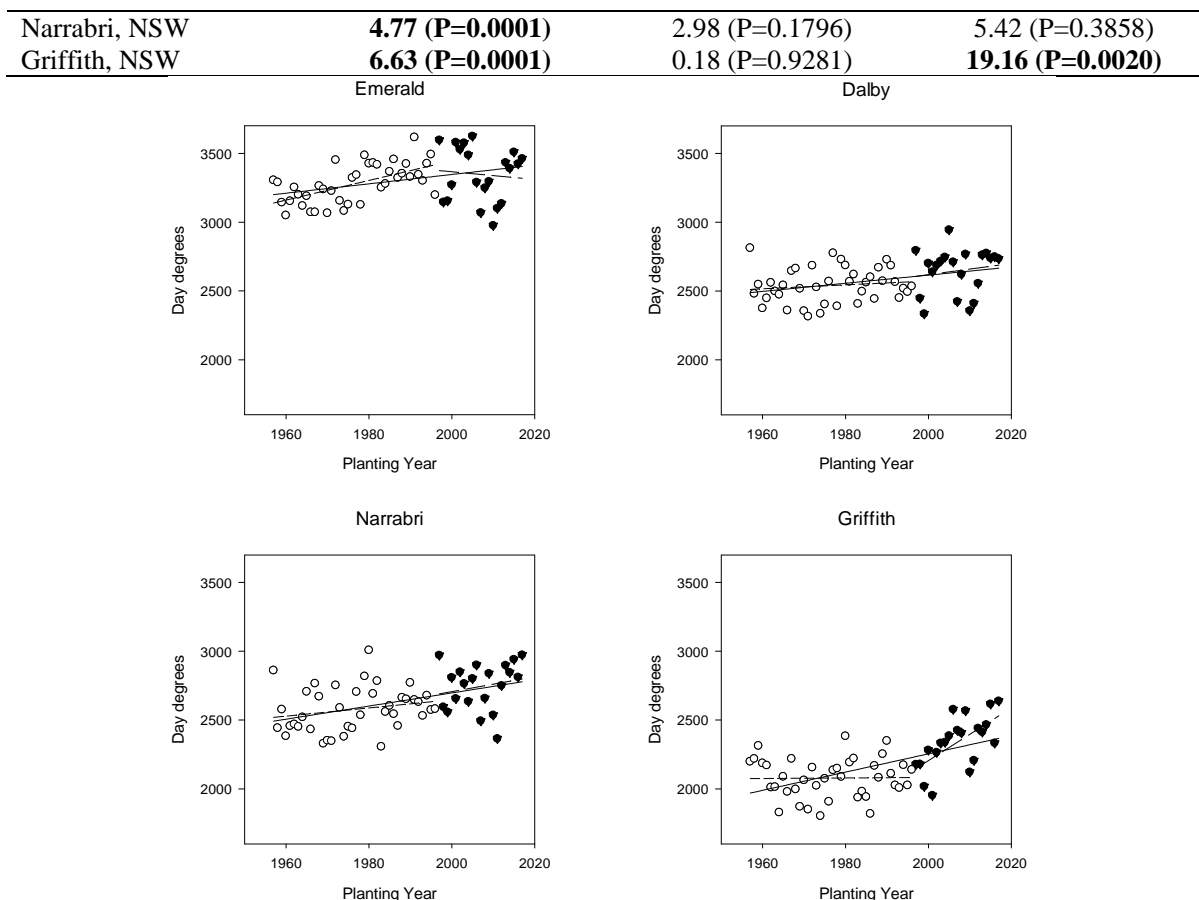 Narrabri, NSW 4.77 (P=0.0001) 2.98 (P=0.1796) 5.42 (P=0.3858)
Griffith, NSW 6.63 (P=0.0001) 0.18 (P=0.9281) 19.16 (P=0.0020)
Emerald
Day degrees
3500
3000
2500
2000
1960 1980 2000 2020
Planting Year
Dalby
Day degrees
3500
3000
2500
2000
1960 1980 2000 2020
Planting Year
Narrabri
Day degrees
3500
3000
2500
2000
1960 1980 2000 2020
Planting Year
Griffith
Day degrees
3500
3000
2500
2000
1960 1980 2000 2020
Planting Year